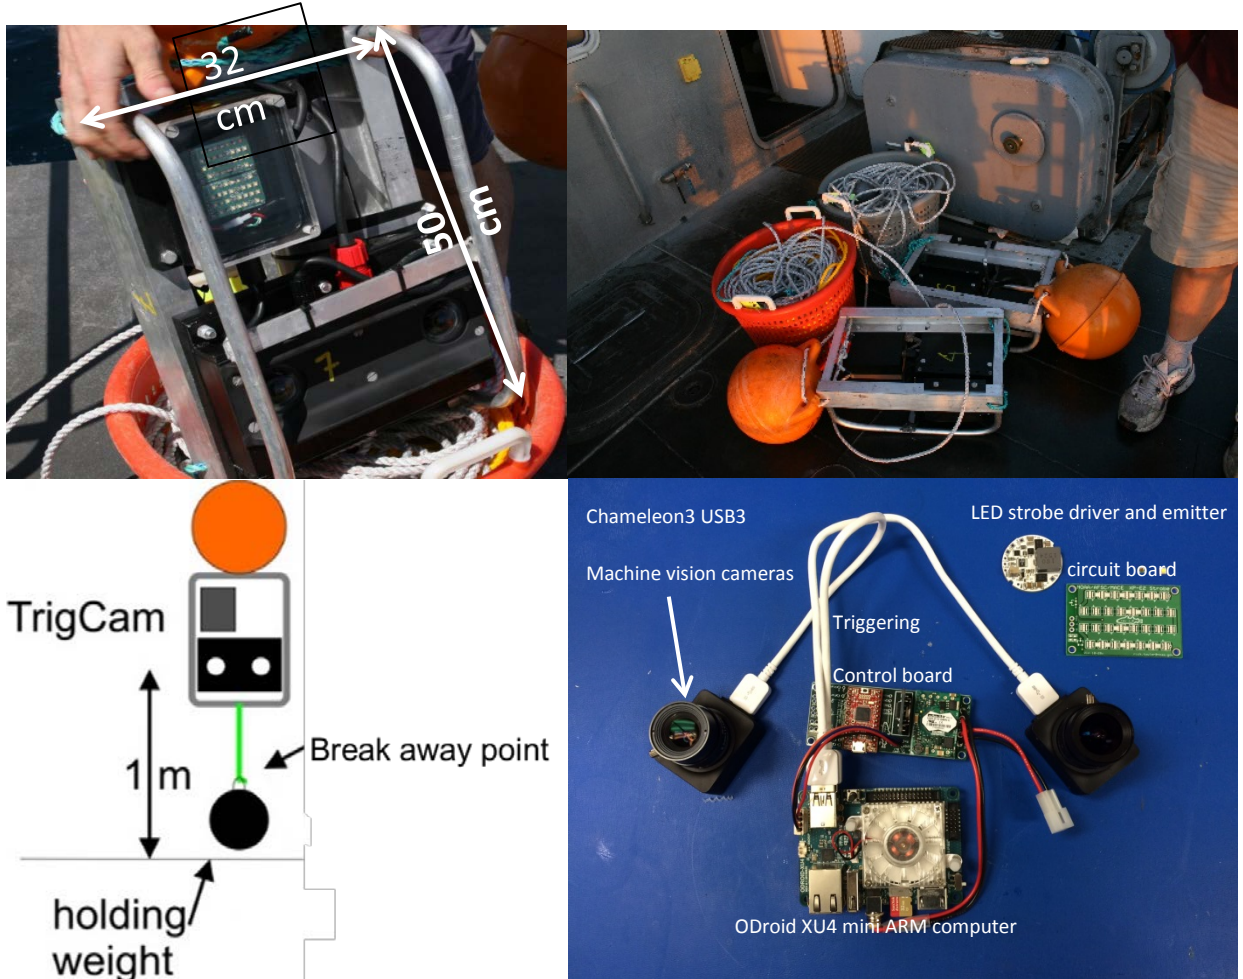 32
cm
50
cm
7
TrigCam
1 m
Break away point
holding
weight
Chameleon3 USB3
Machine vision cameras
LED strobe driver and emitter
circuit board
Triggering
Control board
ODroid XU4 mini ARM computer